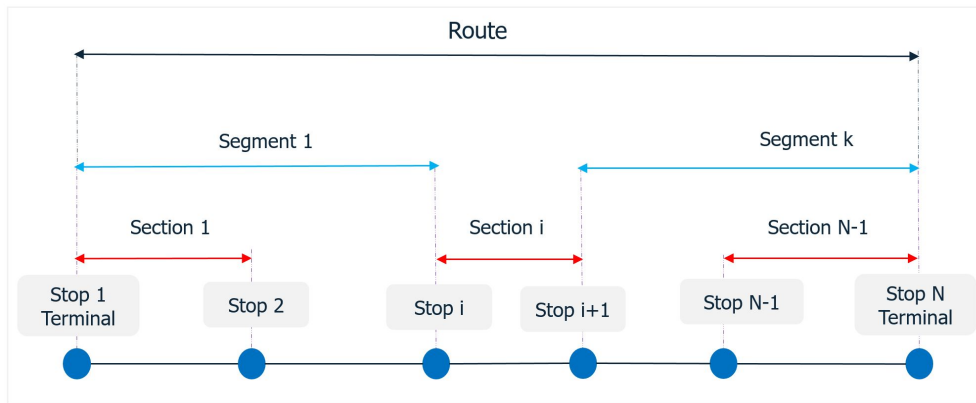 Route
Segment 1
Segment k
Section 1
Section i
Section N-1
Stop 1
Terminal
Stop 2
Stop i
Stop i+1
Stop N-1
Stop N
Terminal